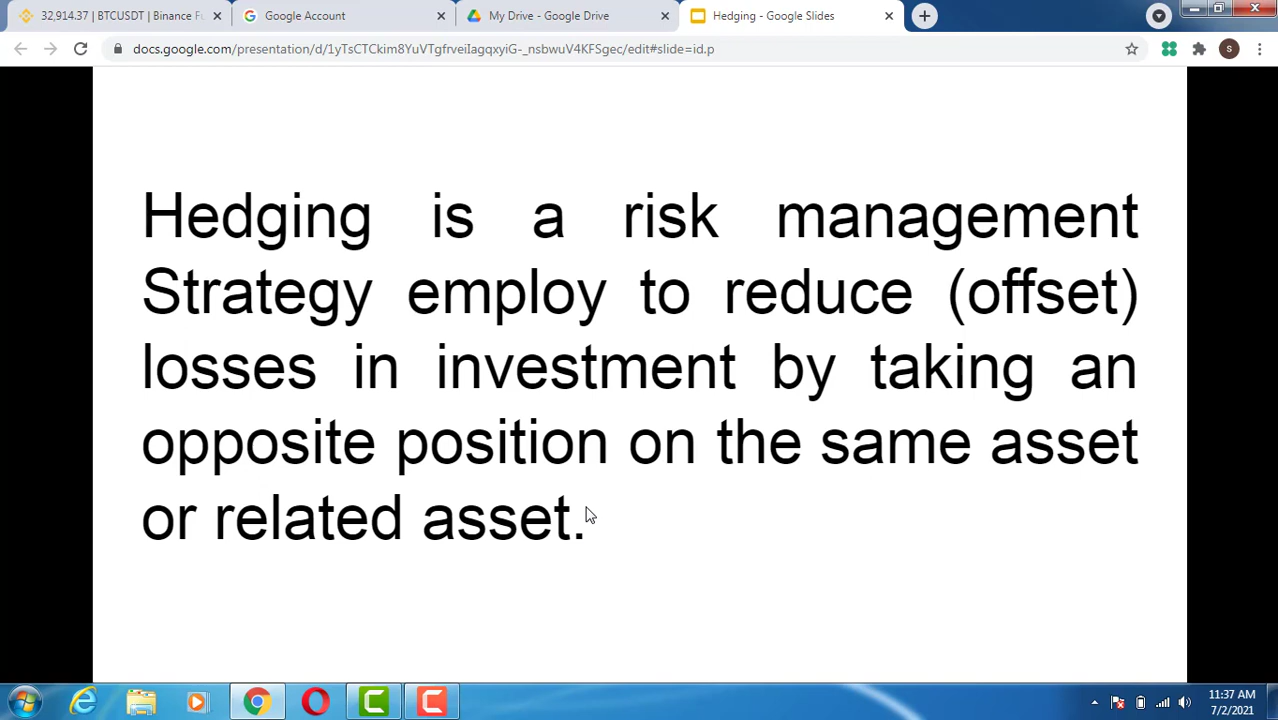 32,914.37 | BTCUSDT | Binance Fu
Google Account
My Drive - Google Drive
Hedging - Google Slides
docs.google.com/presentation/d/1yTsCTCkim8YuVTgfrveiIagqxyiG-_nsbwuV4KFSgec/edit#slide=id.p
S
Hedging is a risk management
Strategy employ to reduce (offset)
losses in investment by taking an
opposite position on the same asset
or related asset.
11:37 AM
7/2/2021